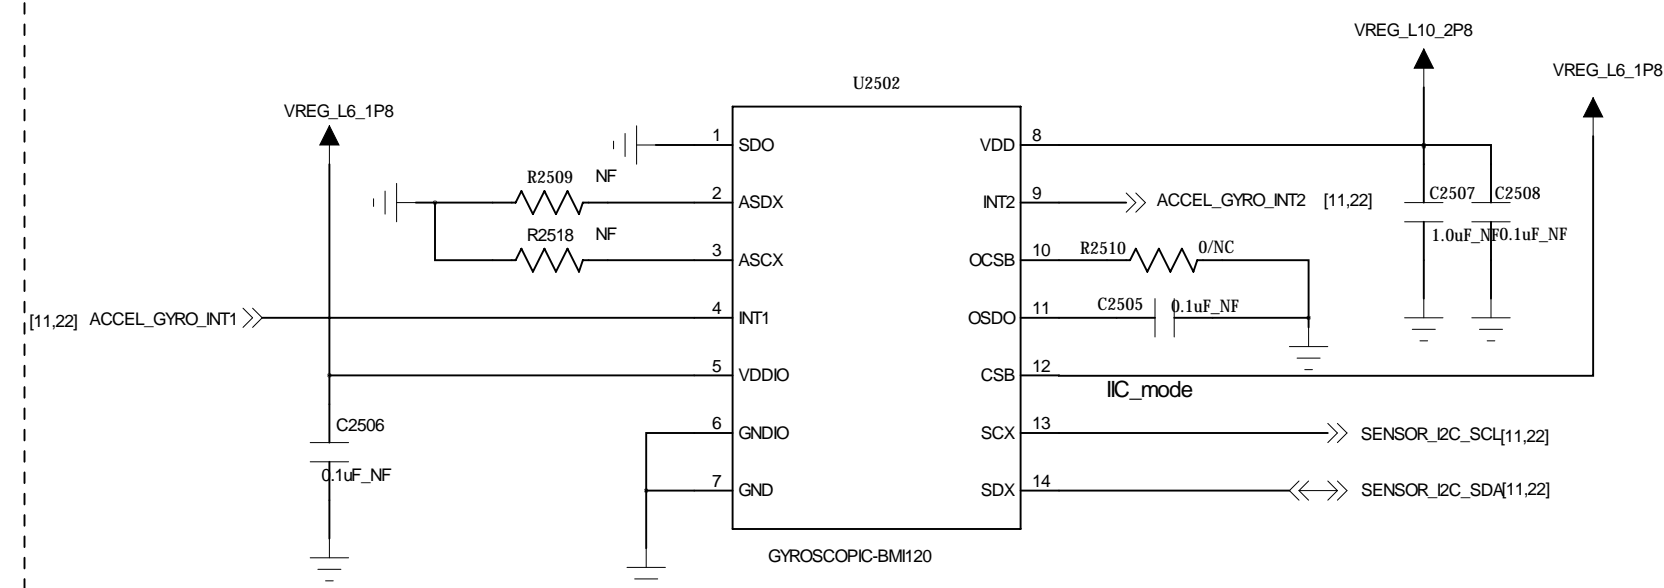 VREG_L10_2P8
VREG_L6_1P8
U2502
VREG_L6_1P8
1 SDO VDD 8
R2509 NF
2 ASDX INT2 9 ACCEL_GYRO_INT2 [11,22]
C2507 C2508
1.0uF_NF 0.1uF_NF
R2518 NF
3 ASCX OCSB 10 R2510 0/NC
[11,22] ACCEL_GYRO_INT1 4 INT1 OSDO 11 C2505 0.1uF_NF
5 VDDIO CSB 12
IIC_mode
C2506
0.1uF_NF
6 GNDIO SCX 13 SENSOR_I2C_SCL [11,22]
7 GND SDX 14 SENSOR_I2C_SDA [11,22]
GYROSCOPIC-BMI120